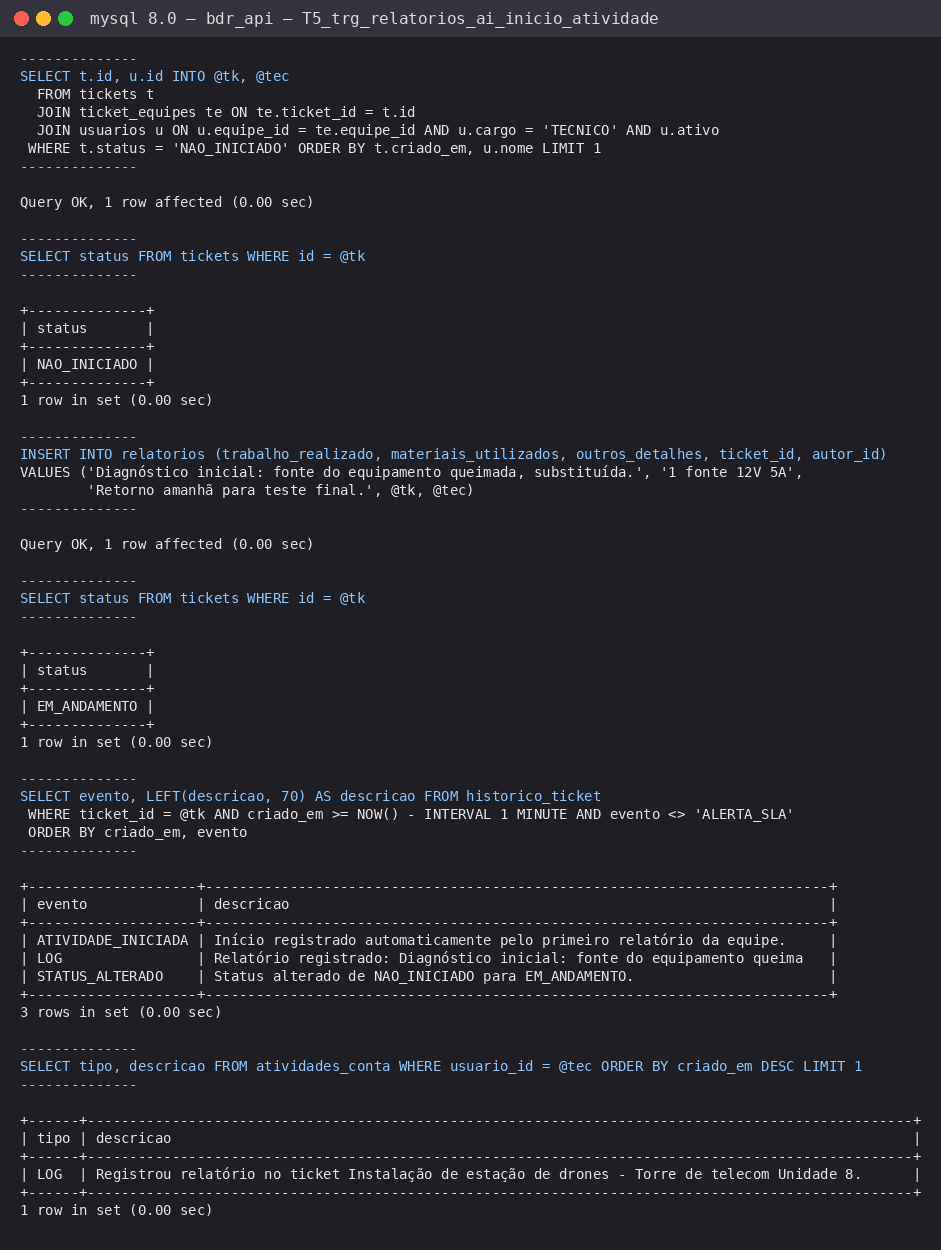 mysql 8.0 — bdr_api — T5_trg_relatorios_ai_inicio_atividade
--------------
SELECT t.id, u.id INTO @tk, @tec
  FROM tickets t
  JOIN ticket_equipes te ON te.ticket_id = t.id
  JOIN usuarios u ON u.equipe_id = te.equipe_id AND u.cargo = 'TECNICO' AND u.ativo
 WHERE t.status = 'NAO_INICIADO' ORDER BY t.criado_em, u.nome LIMIT 1
--------------
Query OK, 1 row affected (0.00 sec)
--------------
SELECT status FROM tickets WHERE id = @tk
--------------
+--------------+
| status       |
+--------------+
| NAO_INICIADO |
+--------------+
1 row in set (0.00 sec)
--------------
INSERT INTO relatorios (trabalho_realizado, materiais_utilizados, outros_detalhes, ticket_id, autor_id)
VALUES ('Diagnóstico inicial: fonte do equipamento queimada, substituída.', '1 fonte 12V 5A',
        'Retorno amanhã para teste final.', @tk, @tec)
--------------
Query OK, 1 row affected (0.00 sec)
--------------
SELECT status FROM tickets WHERE id = @tk
--------------
+--------------+
| status       |
+--------------+
| EM_ANDAMENTO |
+--------------+
1 row in set (0.00 sec)
--------------
SELECT evento, LEFT(descricao, 70) AS descricao FROM historico_ticket
 WHERE ticket_id = @tk AND criado_em >= NOW() - INTERVAL 1 MINUTE AND evento <> 'ALERTA_SLA'
 ORDER BY criado_em, evento
--------------
+--------------------+--------------------------------------------------------------------------+
| evento             | descricao                                                                |
+--------------------+--------------------------------------------------------------------------+
| ATIVIDADE_INICIADA | Início registrado automaticamente pelo primeiro relatório da equipe.     |
| LOG                | Relatório registrado: Diagnóstico inicial: fonte do equipamento queima   |
| STATUS_ALTERADO    | Status alterado de NAO_INICIADO para EM_ANDAMENTO.                       |
+--------------------+--------------------------------------------------------------------------+
3 rows in set (0.00 sec)
--------------
SELECT tipo, descricao FROM atividades_conta WHERE usuario_id = @tec ORDER BY criado_em DESC LIMIT 1
--------------
+------+--------------------------------------------------------------------------------------------------+
| tipo | descricao                                                                                        |
+------+--------------------------------------------------------------------------------------------------+
| LOG  | Registrou relatório no ticket Instalação de estação de drones - Torre de telecom Unidade 8.      |
+------+--------------------------------------------------------------------------------------------------+
1 row in set (0.00 sec)